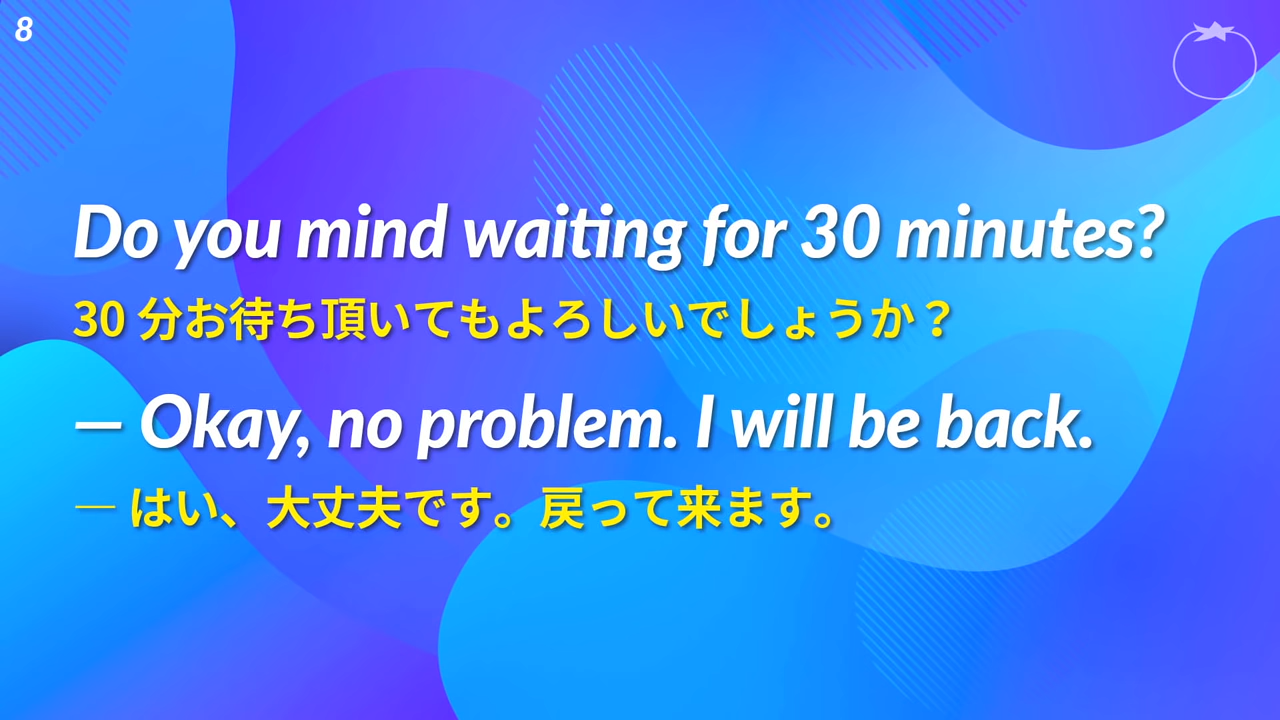 8
Do you mind waiting for 30 minutes?
30 分お待ち頂いてもよろしいでしょうか？
— Okay, no problem. I will be back.
— はい、大丈夫です。戻って来ます。